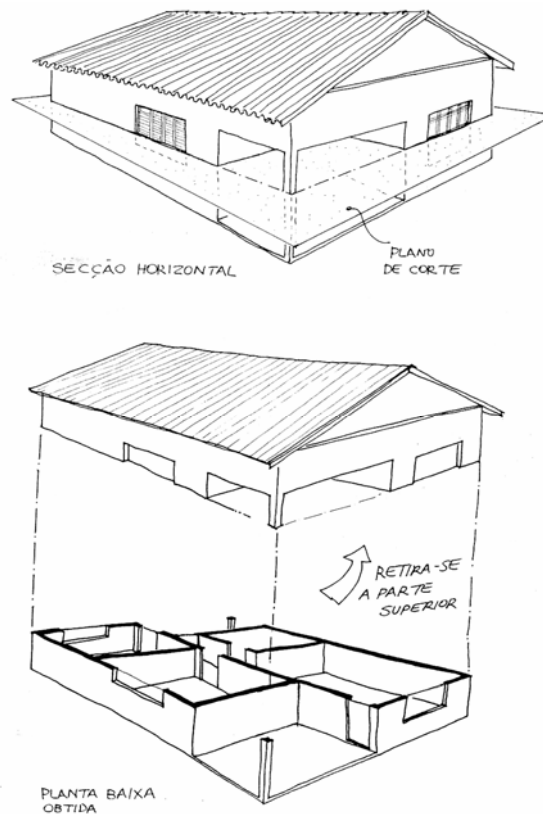 SECÇÃO HORIZONTAL
PLANO
DE CORTE
RETIRA-SE
A PARTE
SUPERIOR
PLANTA BAIXA
OBTIDA